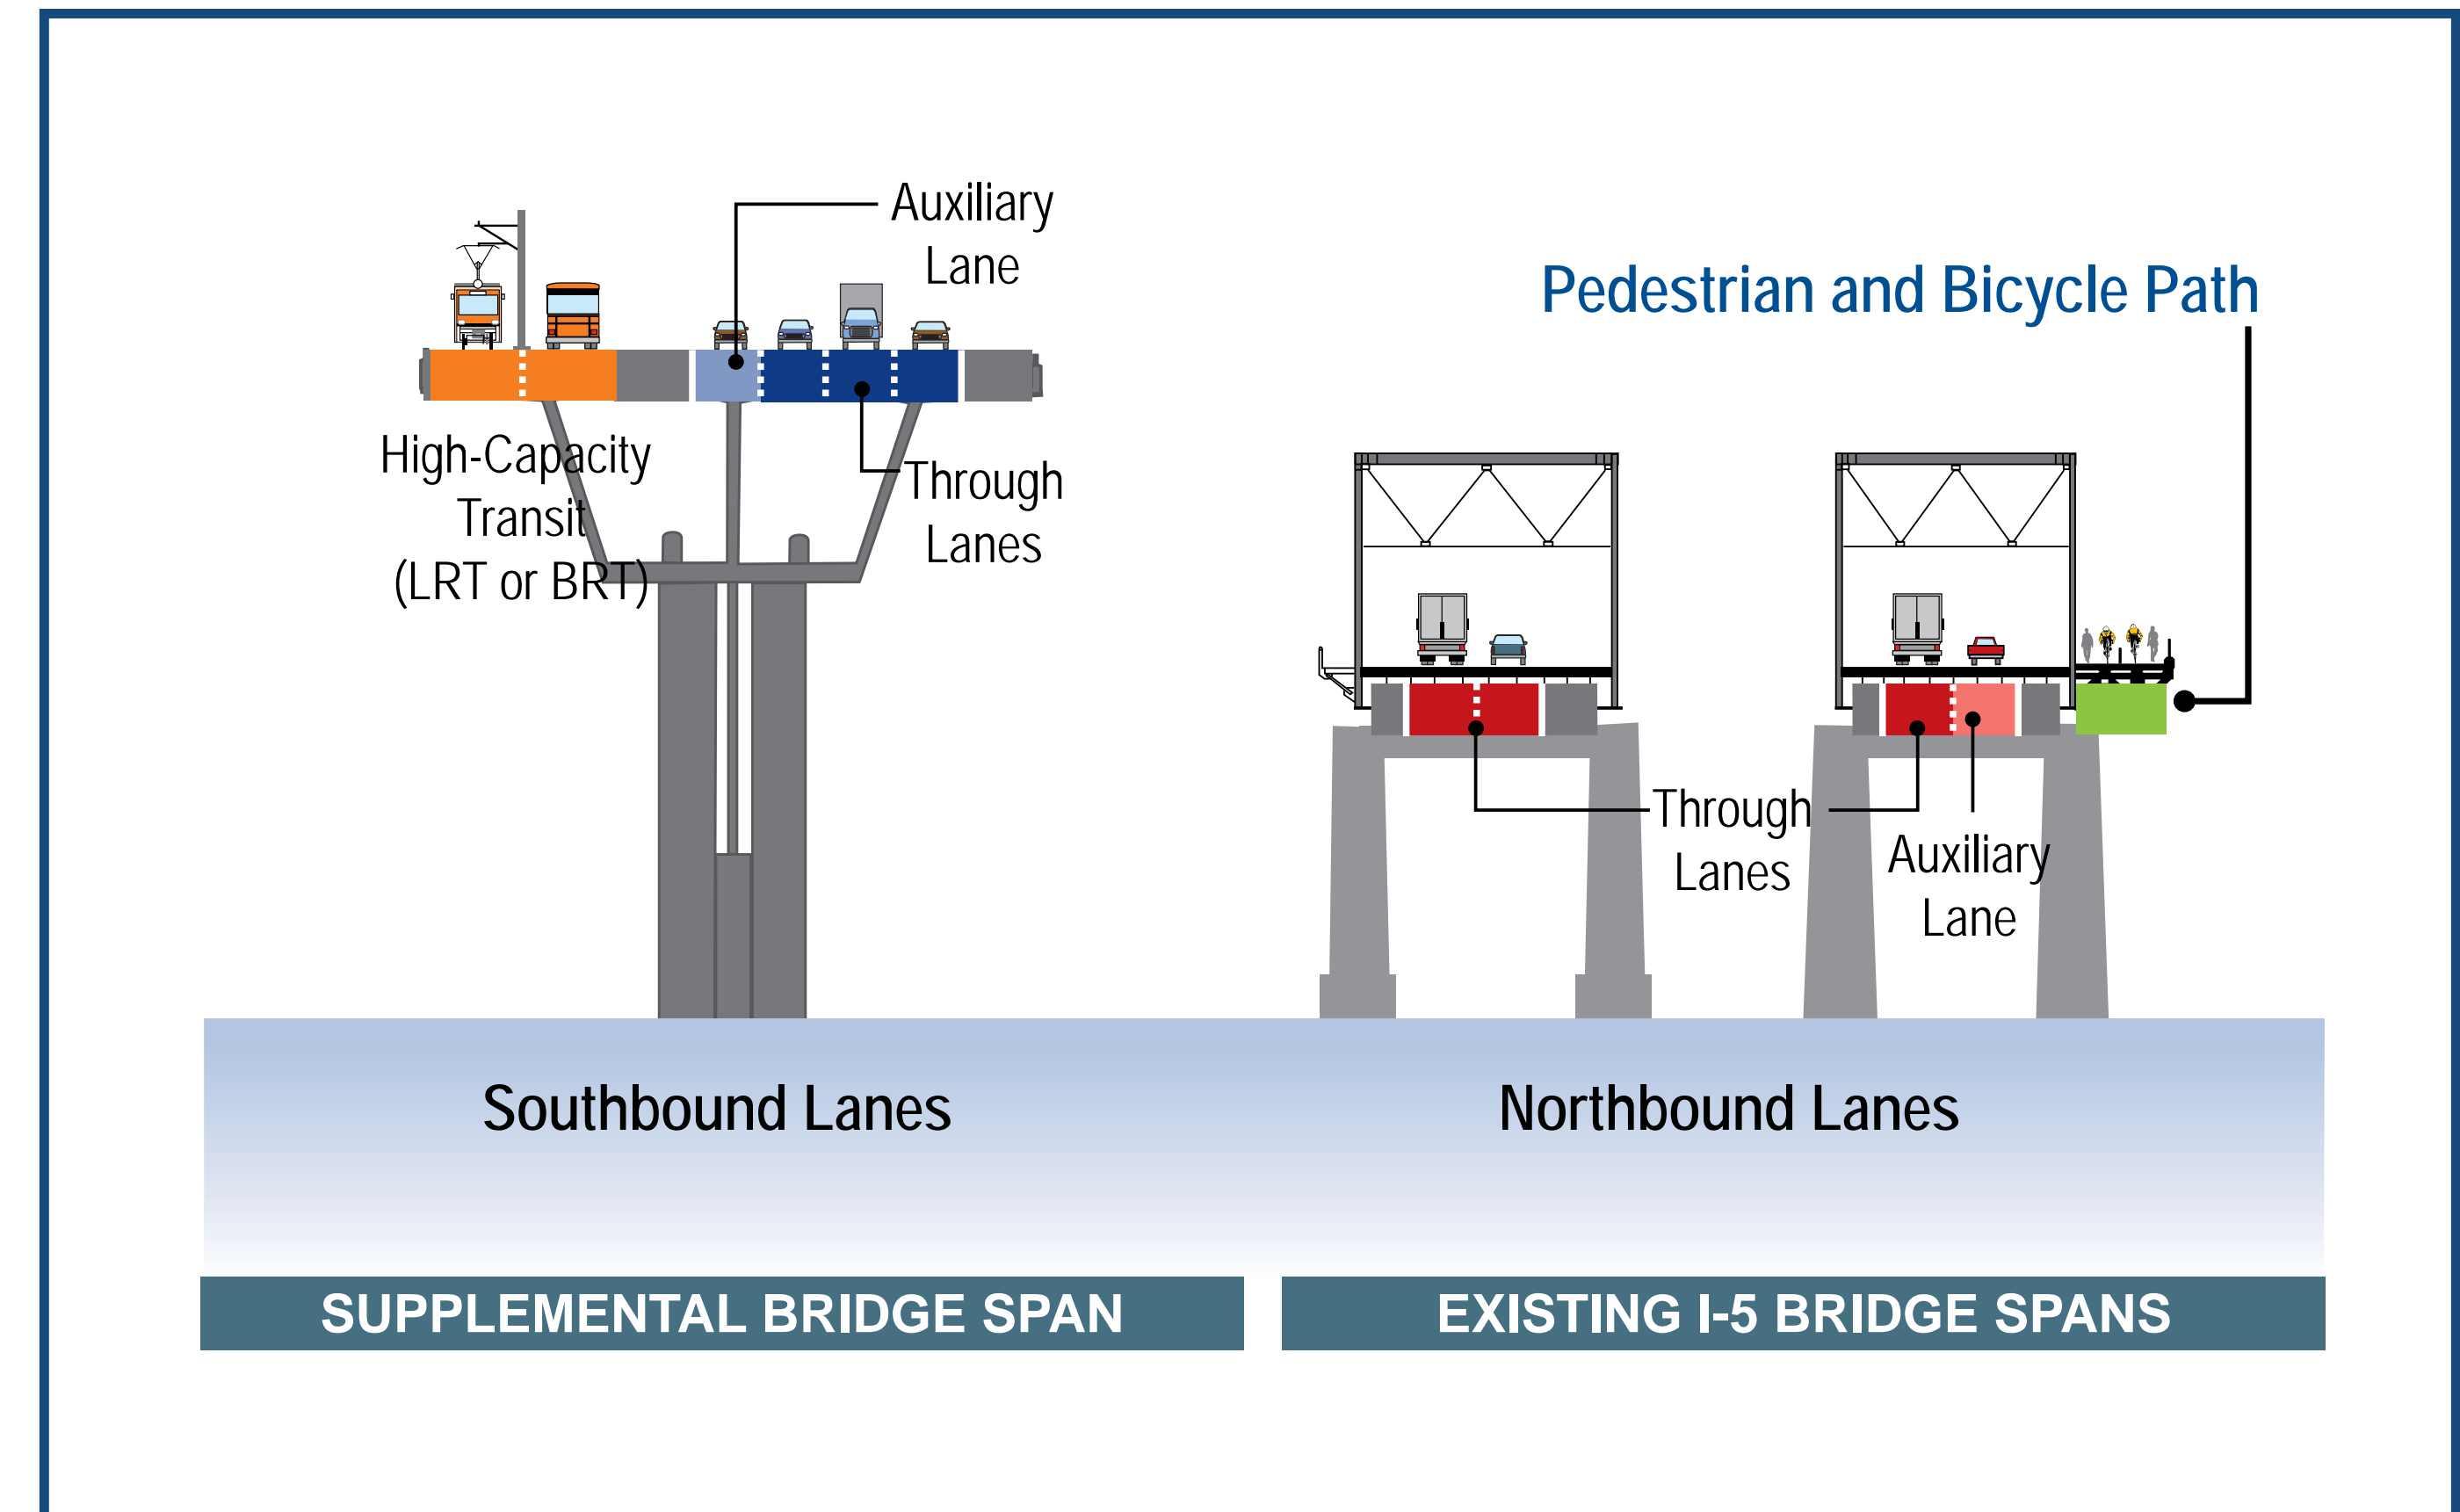 Auxiliary
Lane
Pedestrian and Bicycle Path
High-Capacity
Transit
(LRT or BRT)
Through
Lanes
Through
Lanes
Auxiliary
Lane
Southbound Lanes
Northbound Lanes
SUPPLEMENTAL BRIDGE SPAN
EXISTING I-5 BRIDGE SPANS